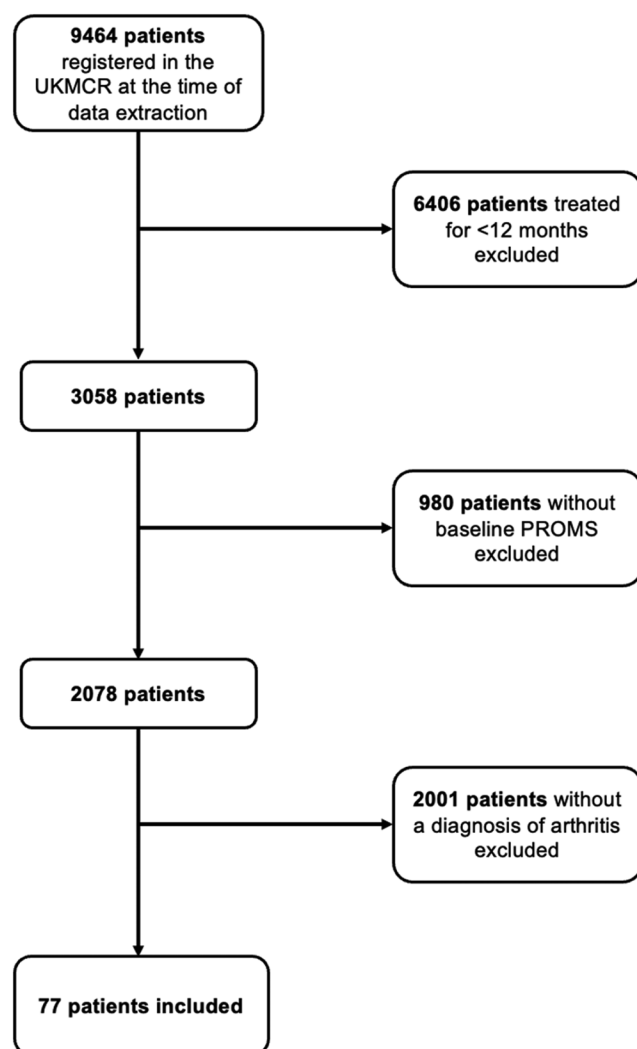 9464 patients
registered in the
UKMCR at the time of
data extraction
6406 patients treated
for <12 months
excluded
3058 patients
980 patients without
baseline PROMS
excluded
2078 patients
2001 patients without
a diagnosis of arthritis
excluded
77 patients included